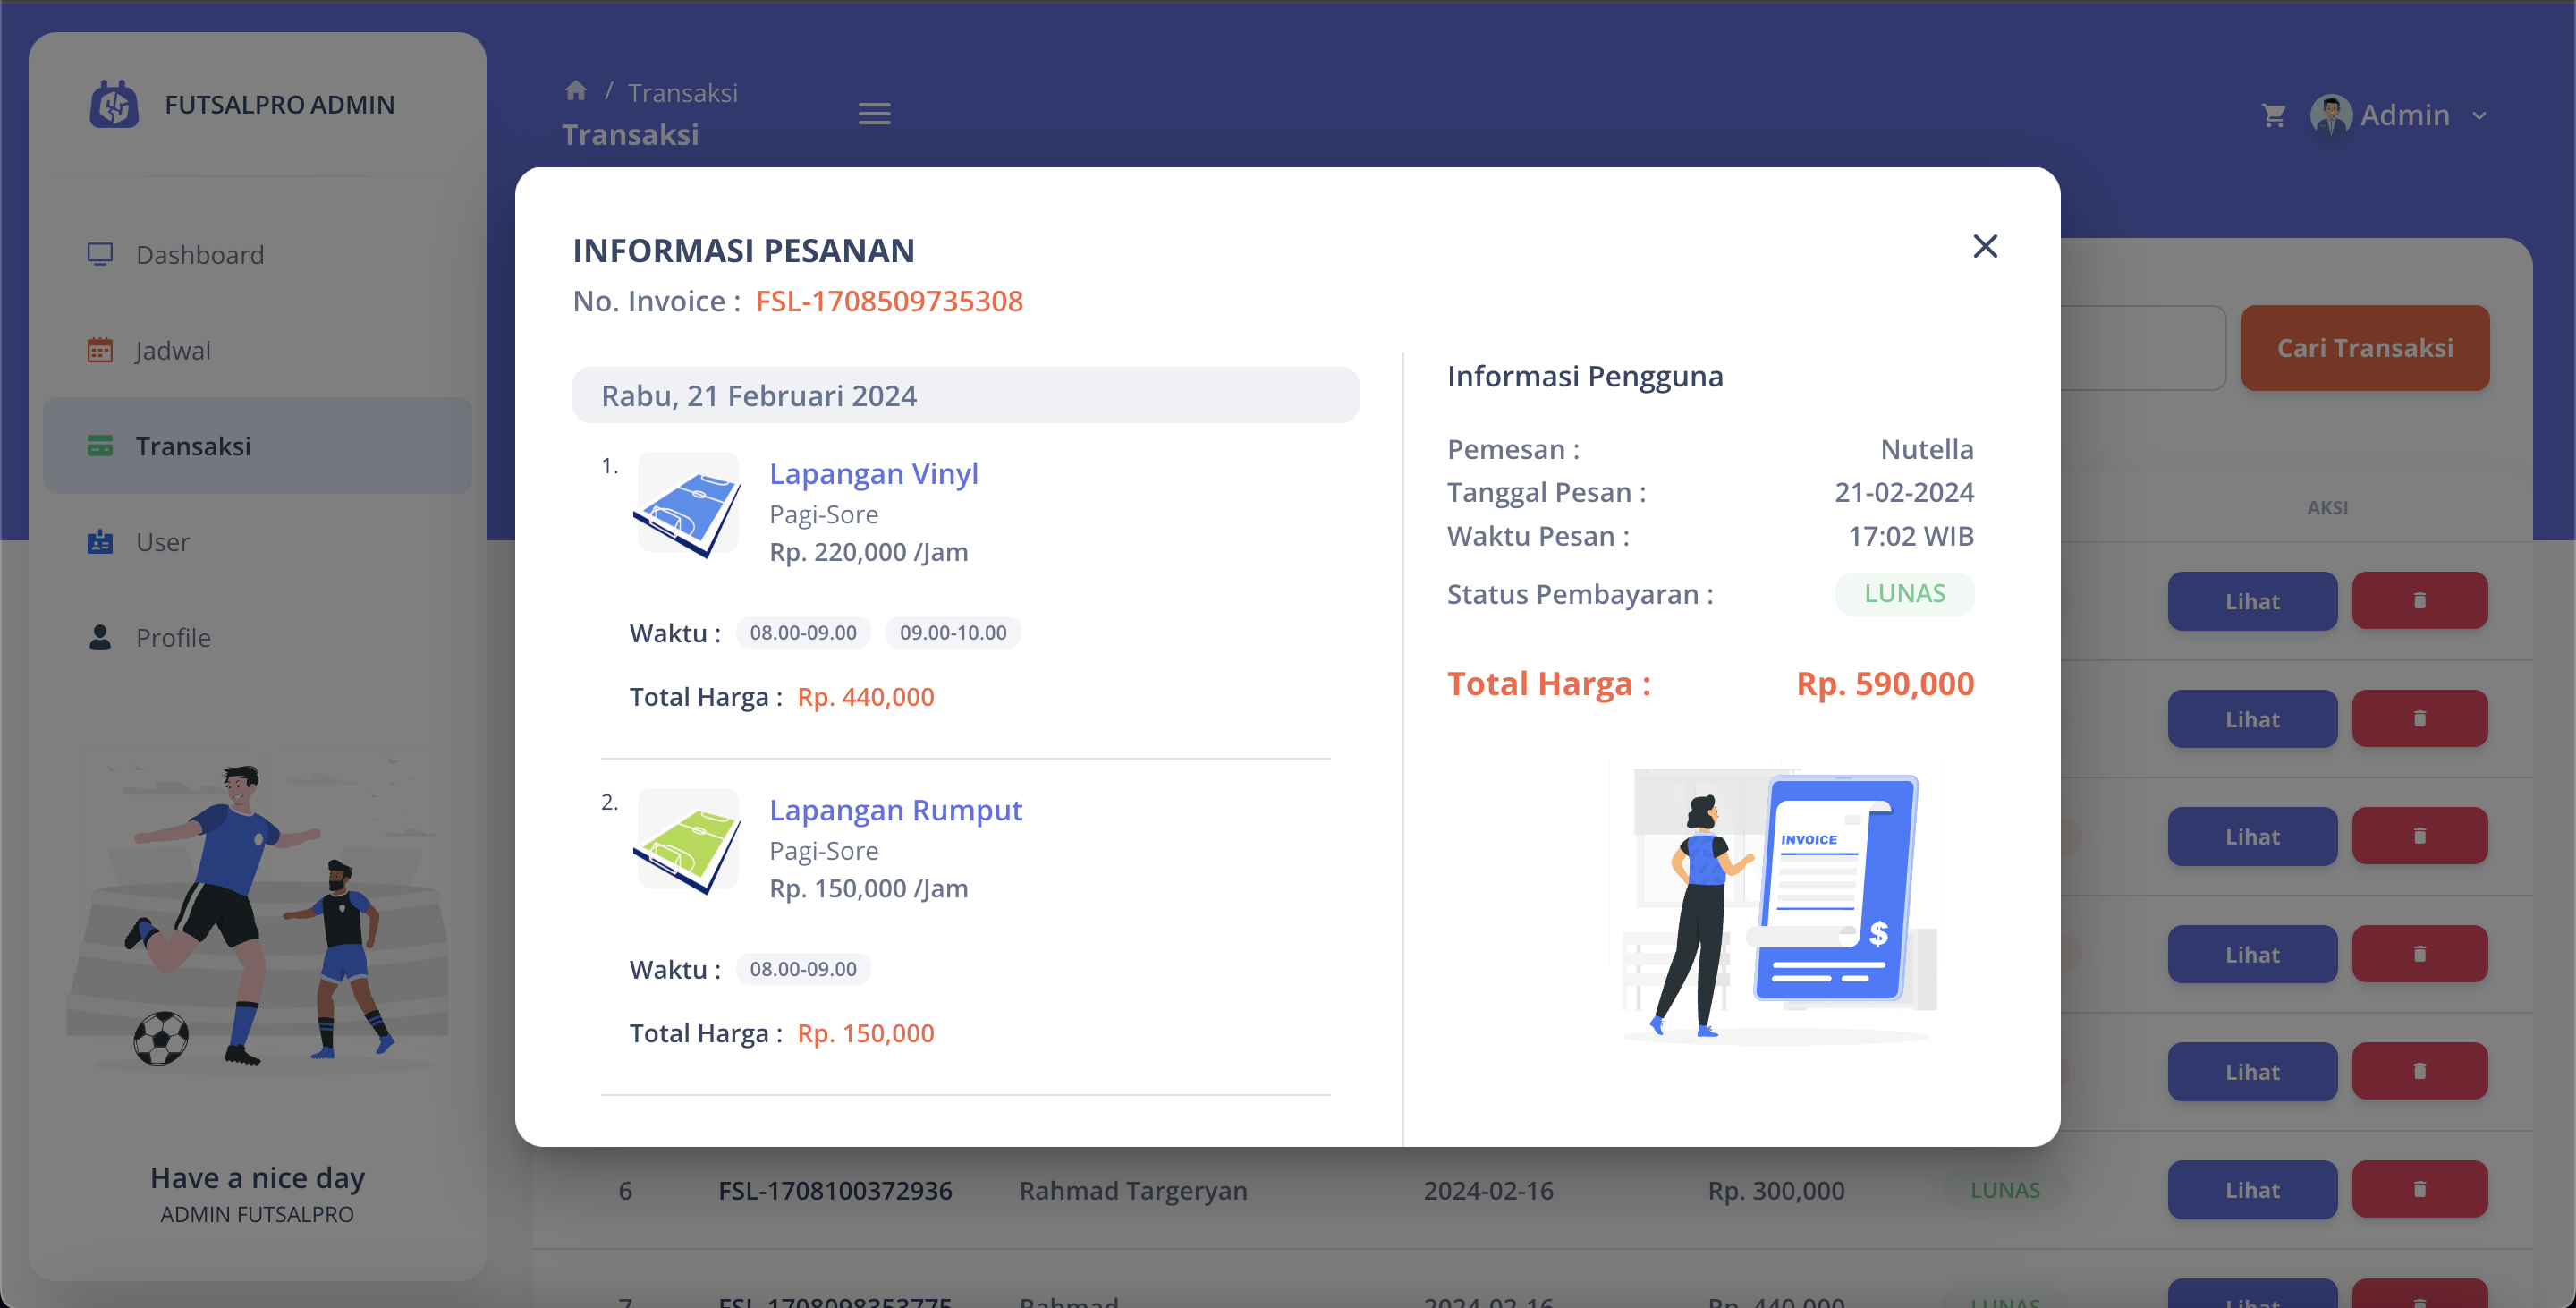 FUTSALPRO ADMIN
Dashboard
Jadwal
Transaksi
User
Profile
Have a nice day
ADMIN FUTSALPRO
/ Transaksi
Transaksi
Admin
INFORMASI PESANAN
No. Invoice : FSL-1708509735308
Rabu, 21 Februari 2024
1.
Lapangan Vinyl
Pagi-Sore
Rp. 220,000 /Jam
Waktu : 08.00-09.00 09.00-10.00
Total Harga : Rp. 440,000
2.
Lapangan Rumput
Pagi-Sore
Rp. 150,000 /Jam
Waktu : 08.00-09.00
Total Harga : Rp. 150,000
Informasi Pengguna
Pemesan : Nutella
Tanggal Pesan : 21-02-2024
Waktu Pesan : 17:02 WIB
Status Pembayaran : LUNAS
Total Harga : Rp. 590,000
INVOICE
$
Cari Transaksi
AKSI
Lihat
Lihat
Lihat
Lihat
Lihat
6 FSL-1708100372936 Rahmad Targeryan 2024-02-16 Rp. 300,000 LUNAS Lihat
7 FSL-1708098353775 Rahmad 2024-02-16 Rp. 440,000 LUNAS Lihat